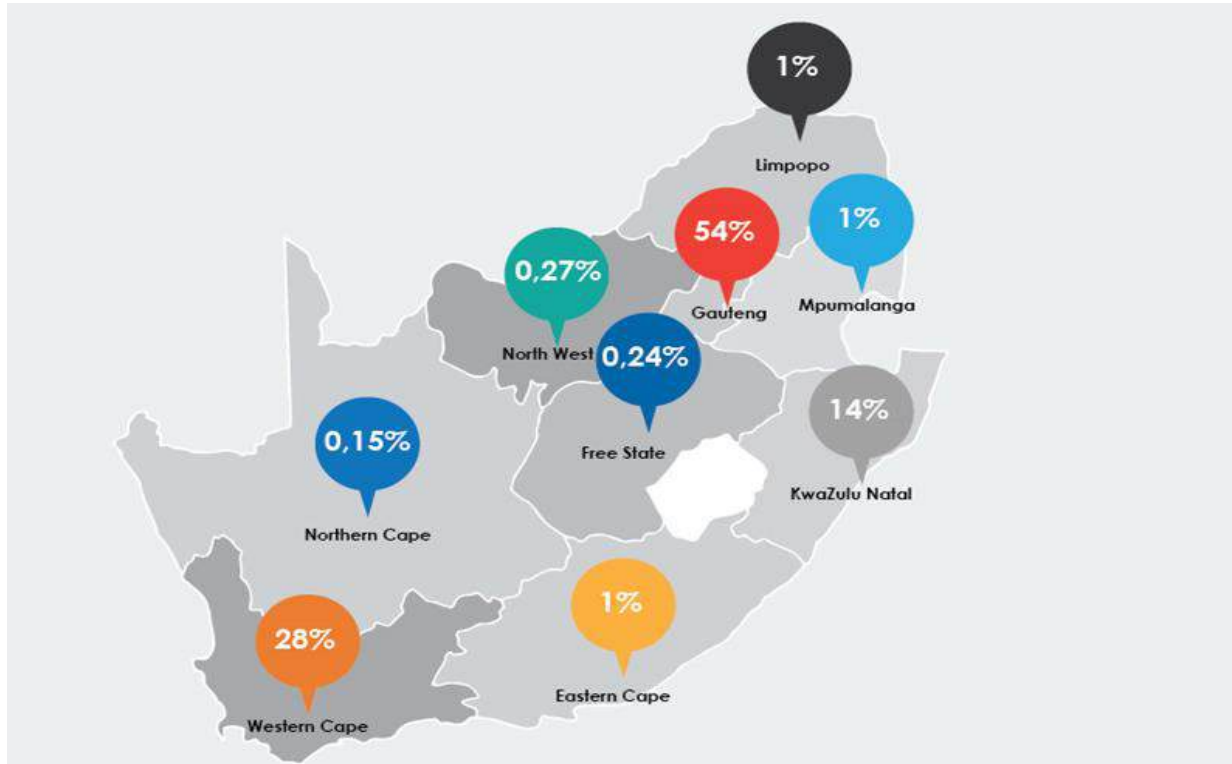 1%
Limpopo
54%
Gauteng
1%
Mpumalanga
0,27%
North West
0,24%
Free State
14%
KwaZulu Natal
0,15%
Northern Cape
28%
Western Cape
1%
Eastern Cape